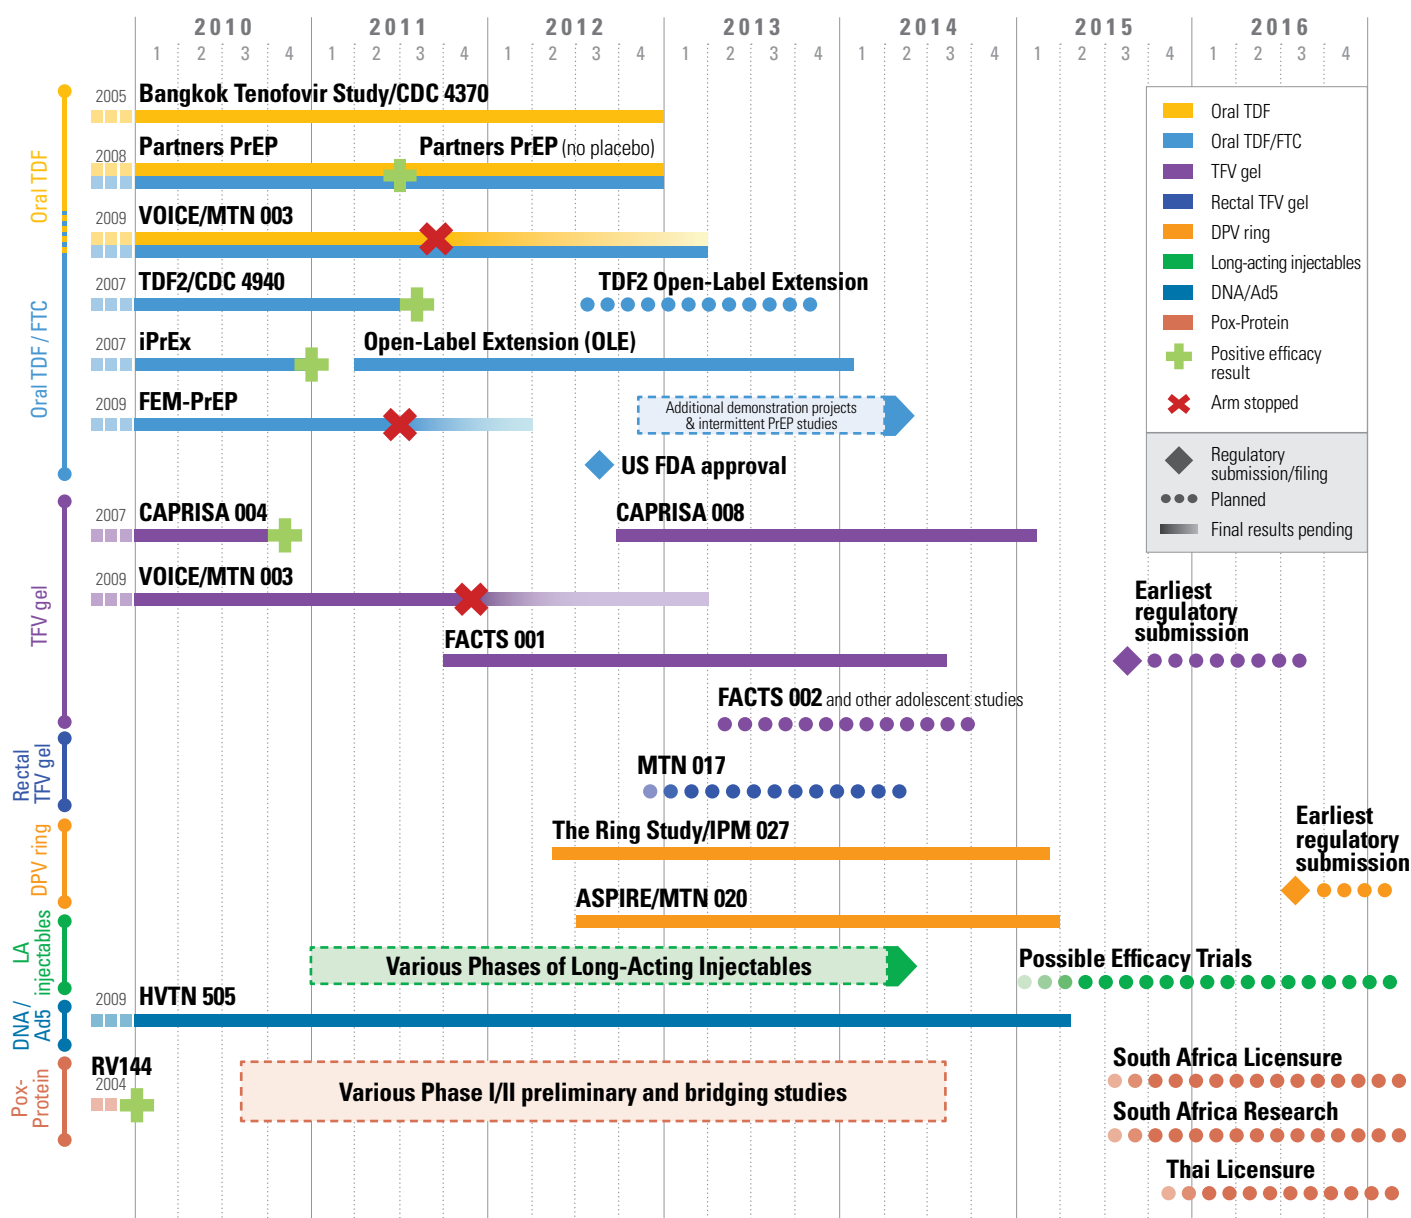 2010 2011 2012 2013 2014 2015 2016
1 2 3 4 1 2 3 4 1 2 3 4 1 2 3 4 1 2 3 4 1 2 3 4 1 2 3 4
Oral TDF
Oral TDF / FTC
2005 Bangkok Tenofovir Study/CDC 4370
2008 Partners PrEP Partners PrEP (no placebo)
2009 VOICE/MTN 003
2007 TDF2/CDC 4940 TDF2 Open-Label Extension
2007 iPrEx Open-Label Extension (OLE)
2009 FEM-PrEP
Additional demonstration projects
& intermittent PrEP studies
US FDA approval
Oral TDF
Oral TDF/FTC
TFV gel
Rectal TFV gel
DPV ring
Long-acting injectables
DNA/Ad5
Pox-Protein
Positive efficacy
result
Arm stopped
Regulatory
submission/filing
Planned
Final results pending
TFV gel
2007 CAPRISA 004 CAPRISA 008
2009 VOICE/MTN 003
Earliest
regulatory
submission
FACTS 001
FACTS 002 and other adolescent studies
Rectal
TFV gel
MTN 017
DPV ring
The Ring Study/IPM 027
Earliest
regulatory
submission
ASPIRE/MTN 020
LA
injectables
Various Phases of Long-Acting Injectables
Possible Efficacy Trials
DNA/
Ad5
2009 HVTN 505
Pox-
Protein
RV144
2004
Various Phase I/II preliminary and bridging studies
South Africa Licensure
South Africa Research
Thai Licensure